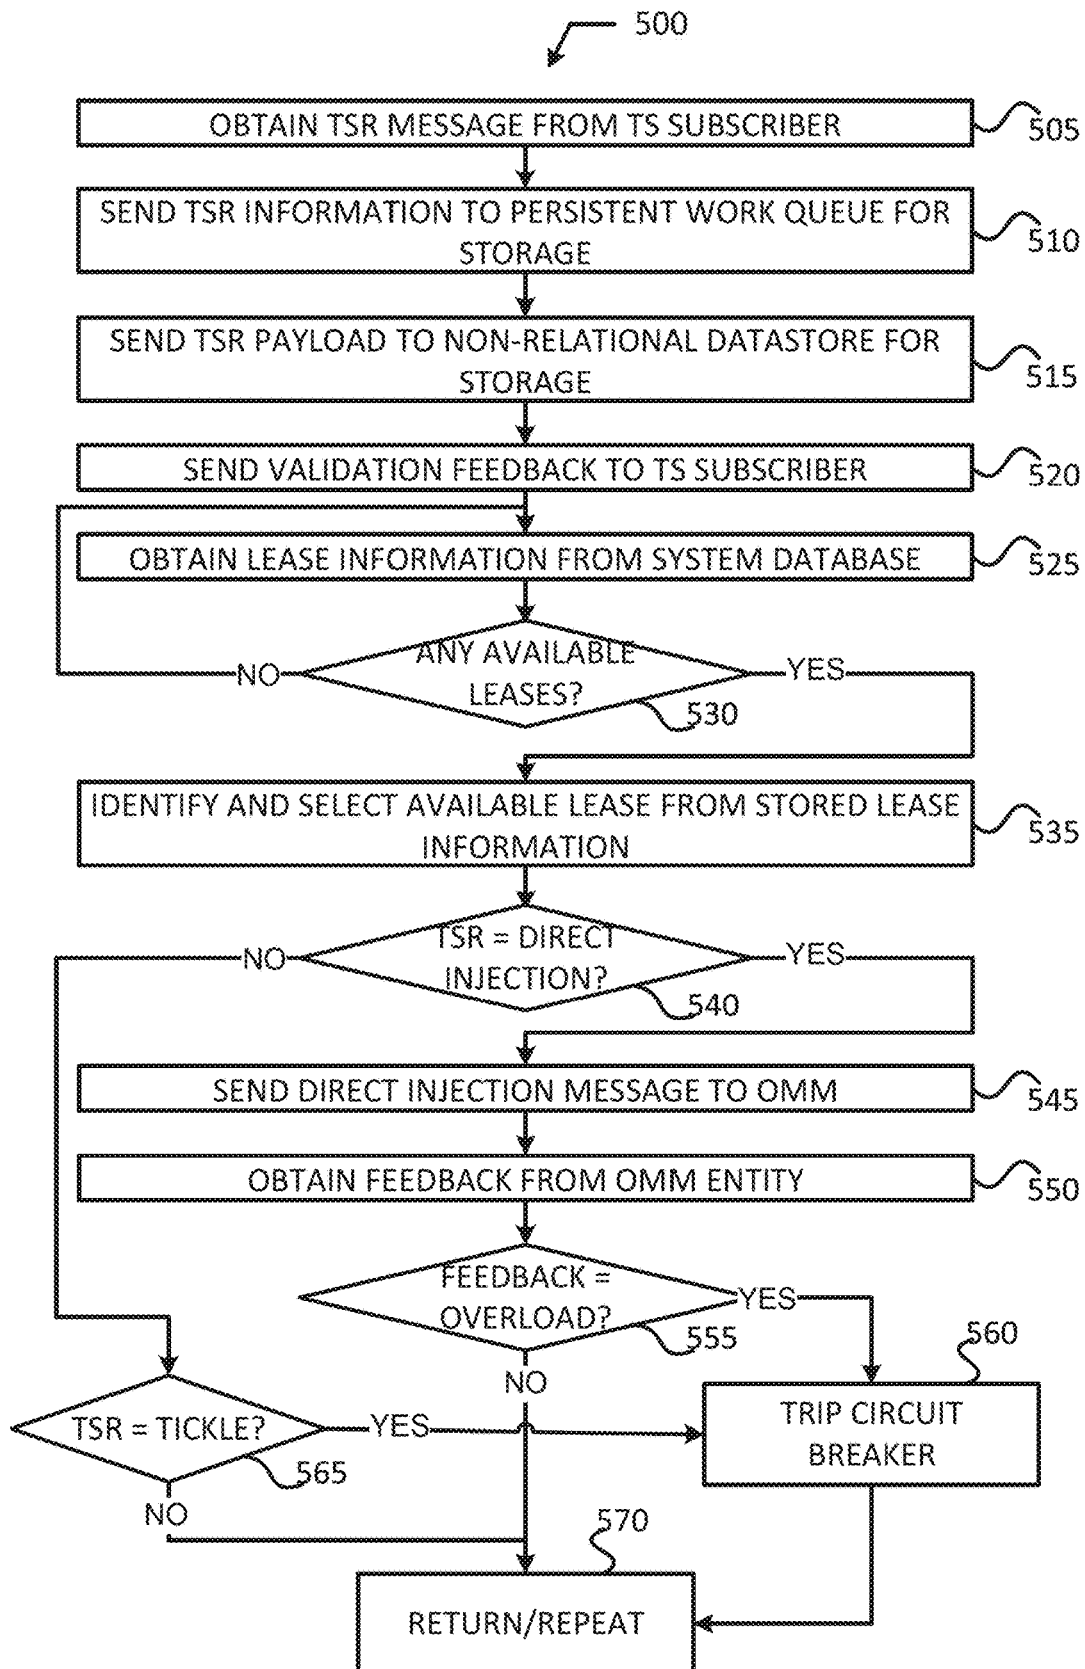 500
OBTAIN TSR MESSAGE FROM TS SUBSCRIBER
505
SEND TSR INFORMATION TO PERSISTENT WORK QUEUE FOR
STORAGE
510
SEND TSR PAYLOAD TO NON-RELATIONAL DATASTORE FOR
STORAGE
515
SEND VALIDATION FEEDBACK TO TS SUBSCRIBER
520
OBTAIN LEASE INFORMATION FROM SYSTEM DATABASE
525
ANY AVAILABLE
LEASES?
NO
YES
530
IDENTIFY AND SELECT AVAILABLE LEASE FROM STORED LEASE
INFORMATION
535
TSR = DIRECT
INJECTION?
NO
YES
540
SEND DIRECT INJECTION MESSAGE TO OMM
545
OBTAIN FEEDBACK FROM OMM ENTITY
550
FEEDBACK =
OVERLOAD?
YES
555
NO
560
TRIP CIRCUIT
BREAKER
TSR = TICKLE?
YES
565
NO
570
RETURN/REPEAT